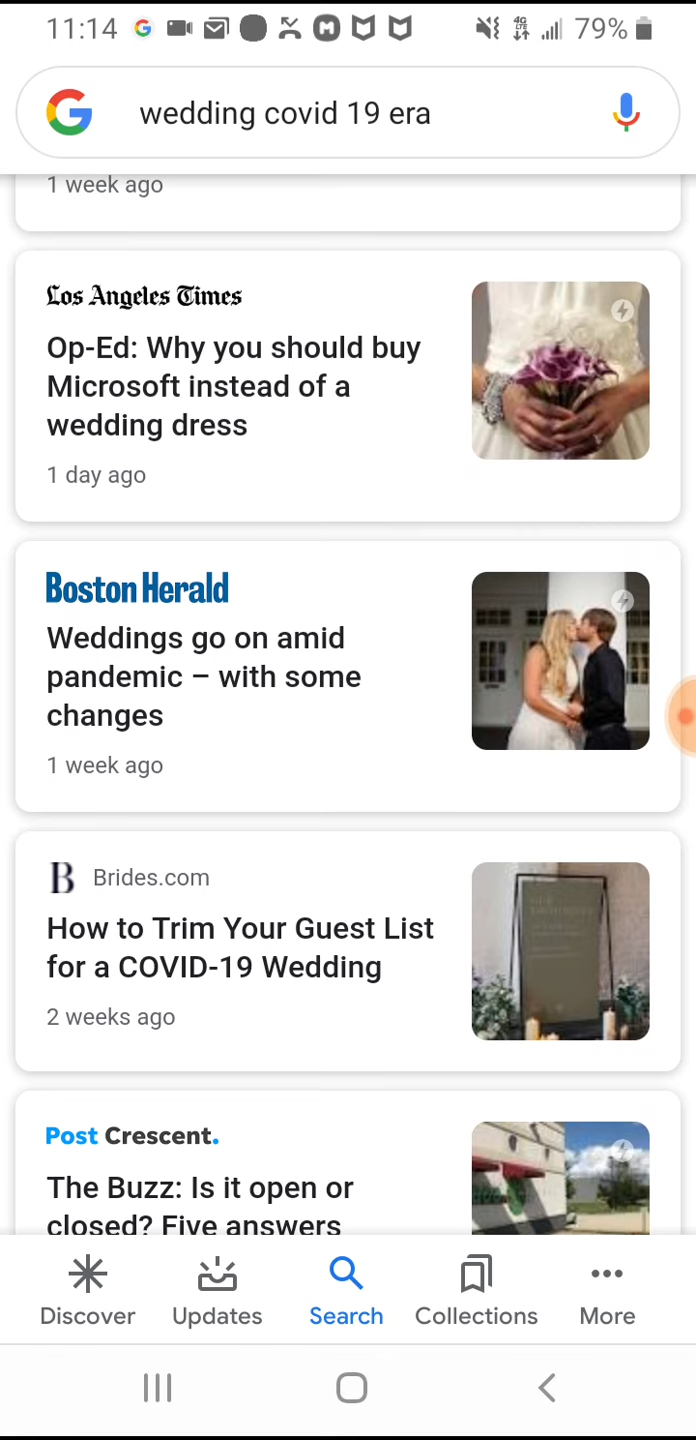 11:14
4G
LTE
79%
wedding covid 19 era
1 week ago
Los Angeles Times
Op-Ed: Why you should buy
Microsoft instead of a
wedding dress
1 day ago
Boston Herald
Weddings go on amid
pandemic – with some
changes
1 week ago
B Brides.com
How to Trim Your Guest List
for a COVID-19 Wedding
2 weeks ago
Post Crescent.
The Buzz: Is it open or
closed? Five answers
Discover Updates Search Collections More